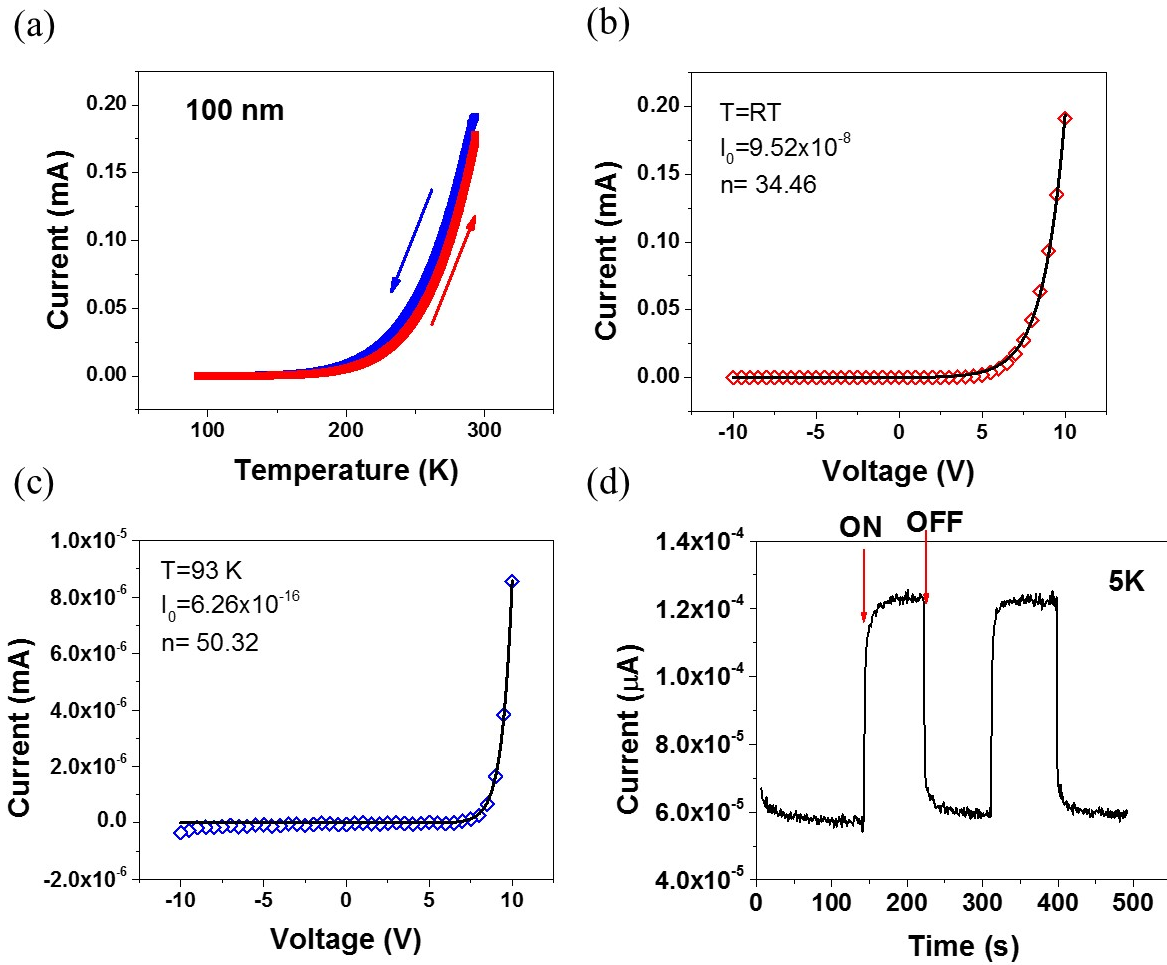 (a)
100 nm
0.20
0.15
0.10
0.05
0.00
Current (mA)
100 200 300
Temperature (K)
(b)
T=RT
I₀=9.52x10⁻⁸
n= 34.46
0.20
0.15
0.10
0.05
0.00
Current (mA)
-10 -5 0 5 10
Voltage (V)
(c)
T=93 K
I₀=6.26x10⁻¹⁶
n= 50.32
1.0x10⁻⁵
8.0x10⁻⁶
6.0x10⁻⁶
4.0x10⁻⁶
2.0x10⁻⁶
0.0
-2.0x10⁻⁶
Current (mA)
-10 -5 0 5 10
Voltage (V)
(d)
ON OFF
5K
1.4x10⁻⁴
1.2x10⁻⁴
1.0x10⁻⁴
8.0x10⁻⁵
6.0x10⁻⁵
4.0x10⁻⁵
Current (μA)
0 100 200 300 400 500
Time (s)